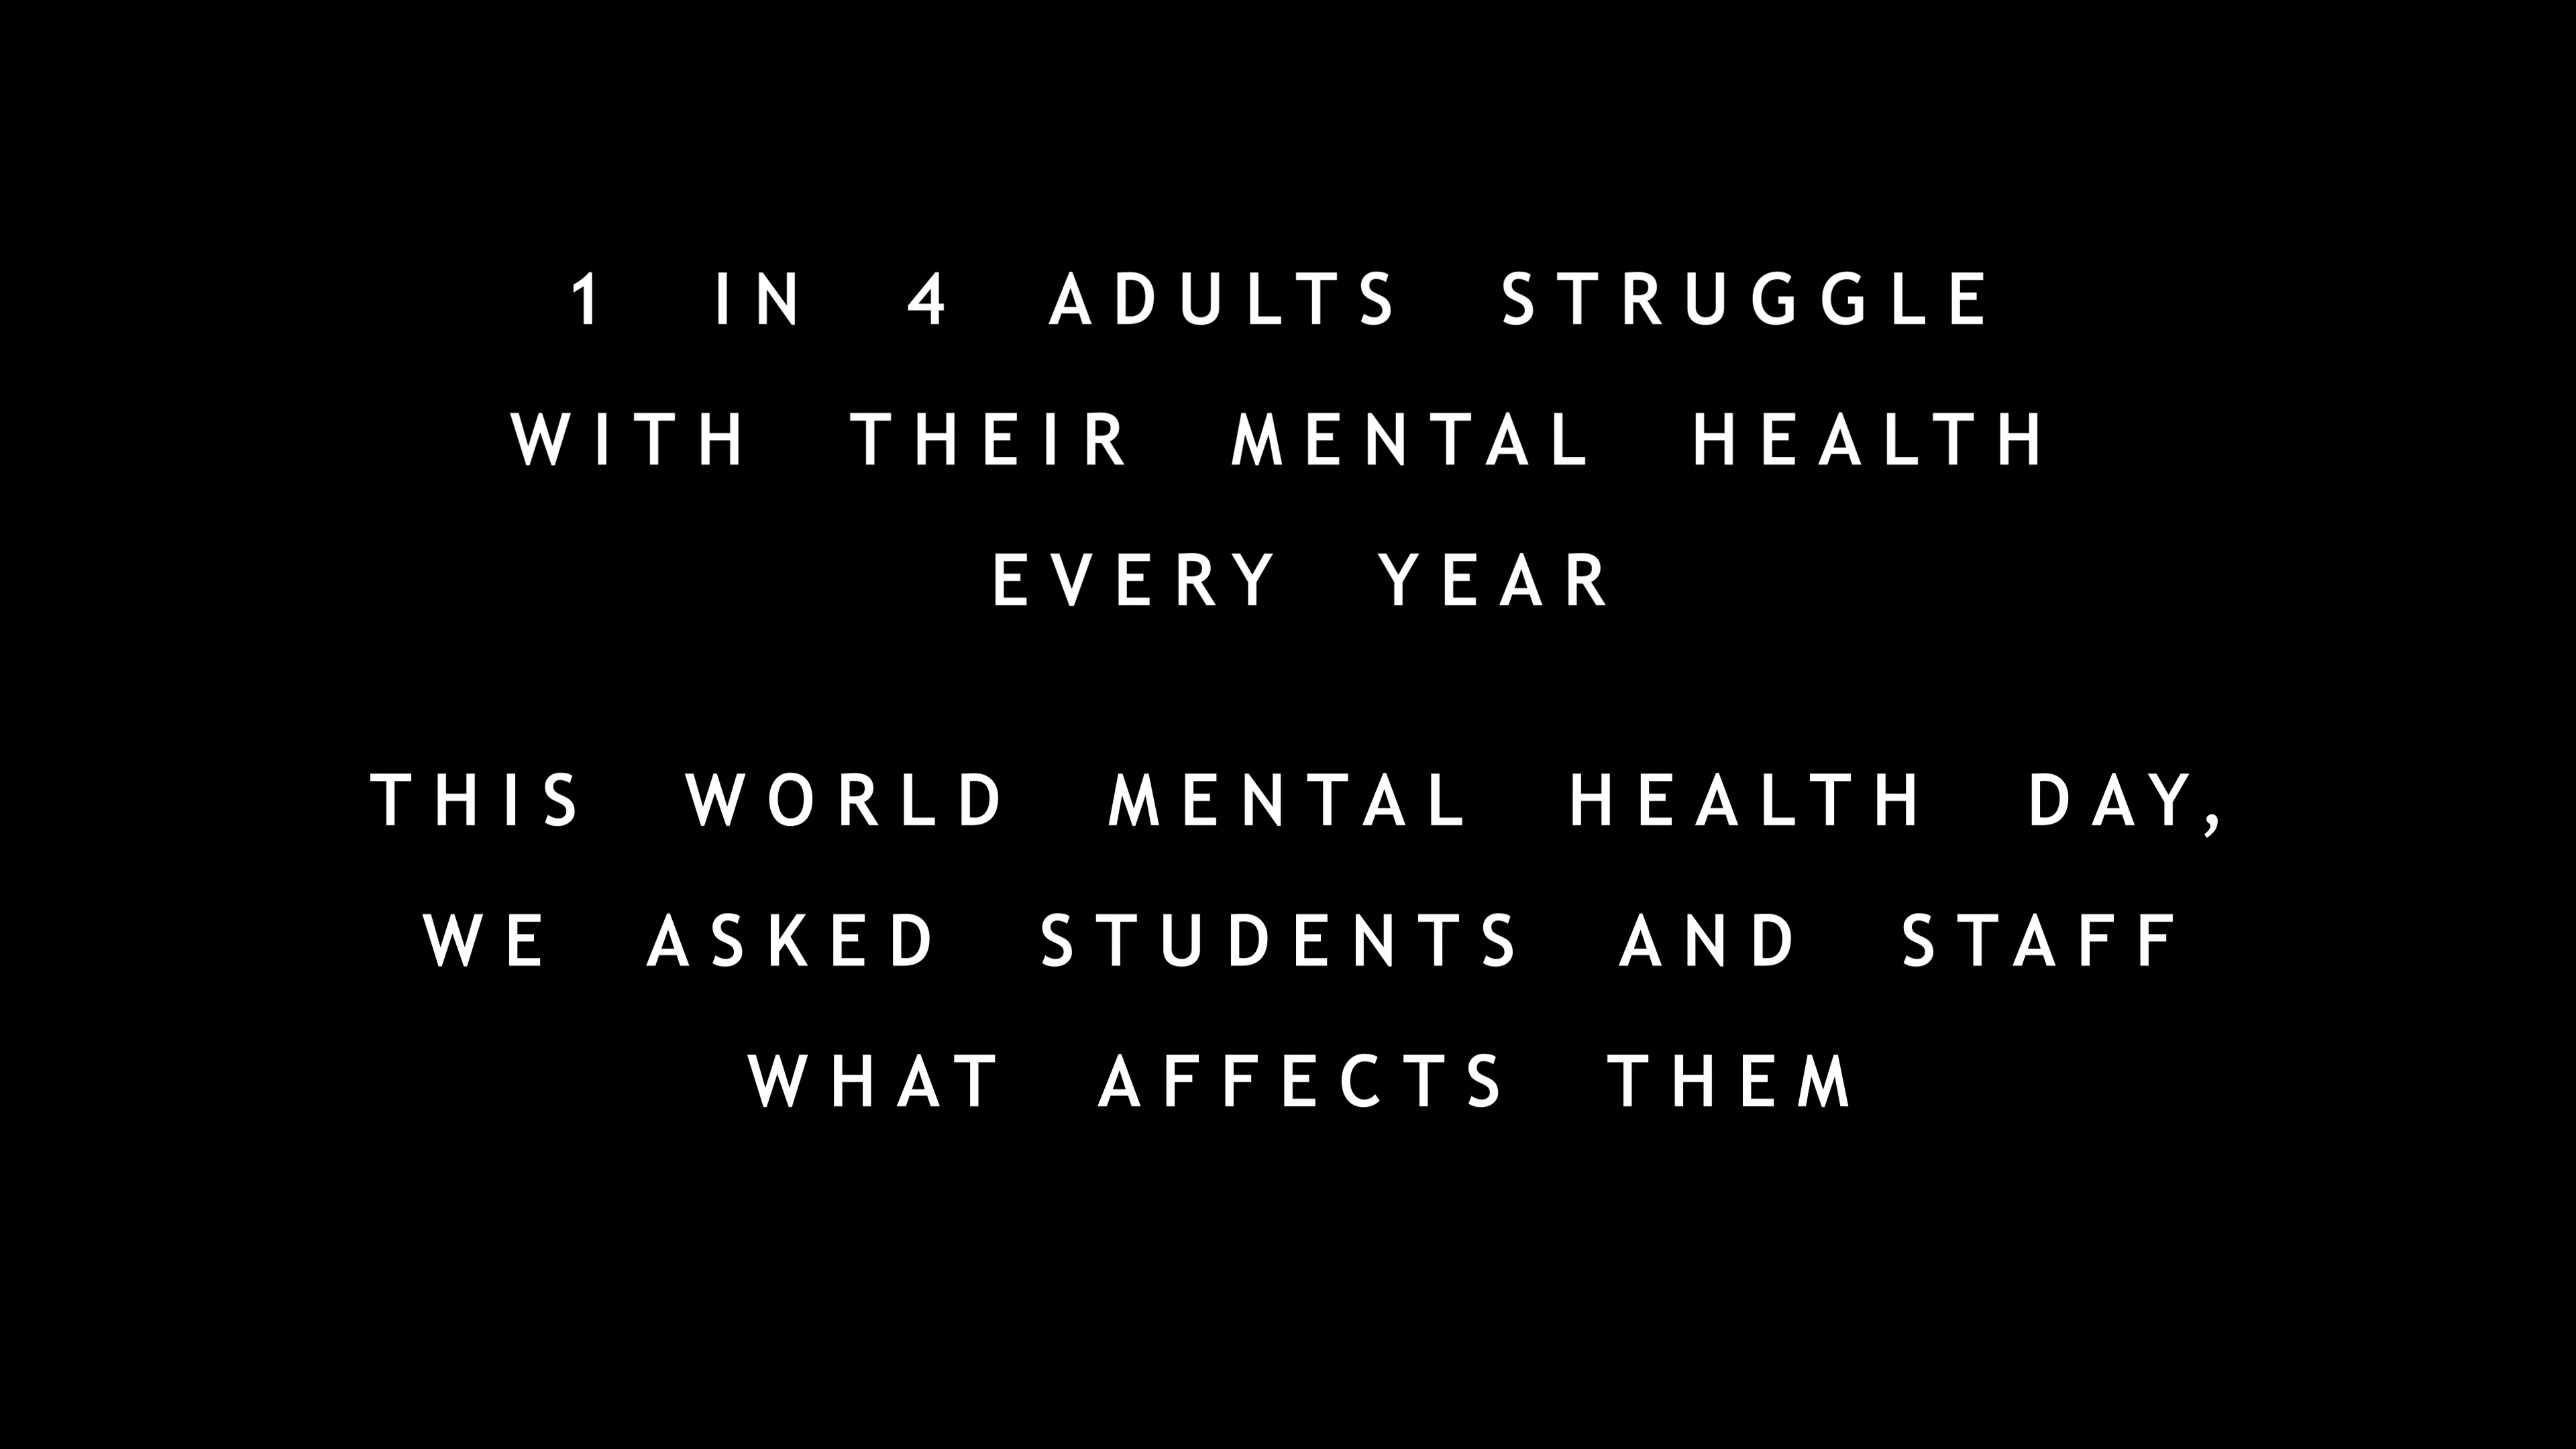 1 IN 4 ADULTS STRUGGLE
WITH THEIR MENTAL HEALTH
EVERY YEAR
THIS WORLD MENTAL HEALTH DAY,
WE ASKED STUDENTS AND STAFF
WHAT AFFECTS THEM